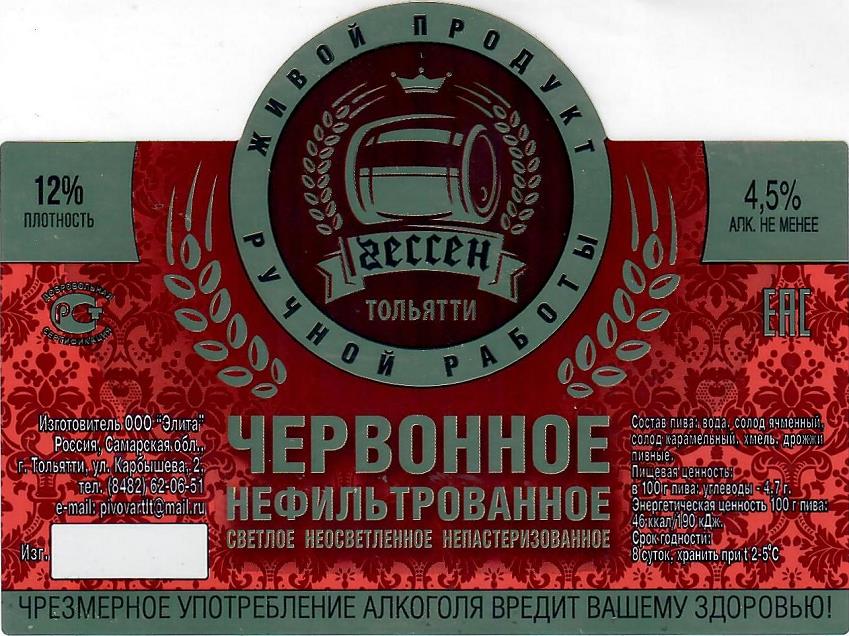 ЖИВОЙ ПРОДУКТ
РУЧНОЙ РАБОТЫ
гессен
ТОЛЬЯТТИ
12%
ПЛОТНОСТЬ
4,5%
АЛК. НЕ МЕНЕЕ
ДОБРОВОЛЬНАЯ
РСТ
СЕРТИФИКАЦИЯ
ЕАС
Изготовитель ООО "Элита"
Россия, Самарская обл.,
г. Тольятти, ул. Карбышева, 2,
тел. (8482) 62-06-51
e-mail: pivovartlt@mail.ru
Изг.
ЧЕРВОННОЕ
НЕФИЛЬТРОВАННОЕ
СВЕТЛОЕ НЕОСВЕТЛЕННОЕ НЕПАСТЕРИЗОВАННОЕ
Состав пива: вода, солод ячменный,
солод карамельный, хмель, дрожжи
пивные.
Пищевая ценность:
в 100 г пива: углеводы - 4,7 г.
Энергетическая ценность 100 г пива:
46 ккал/190 кДж.
Срок годности:
8 суток, хранить при t 2-5°С
ЧРЕЗМЕРНОЕ УПОТРЕБЛЕНИЕ АЛКОГОЛЯ ВРЕДИТ ВАШЕМУ ЗДОРОВЬЮ!